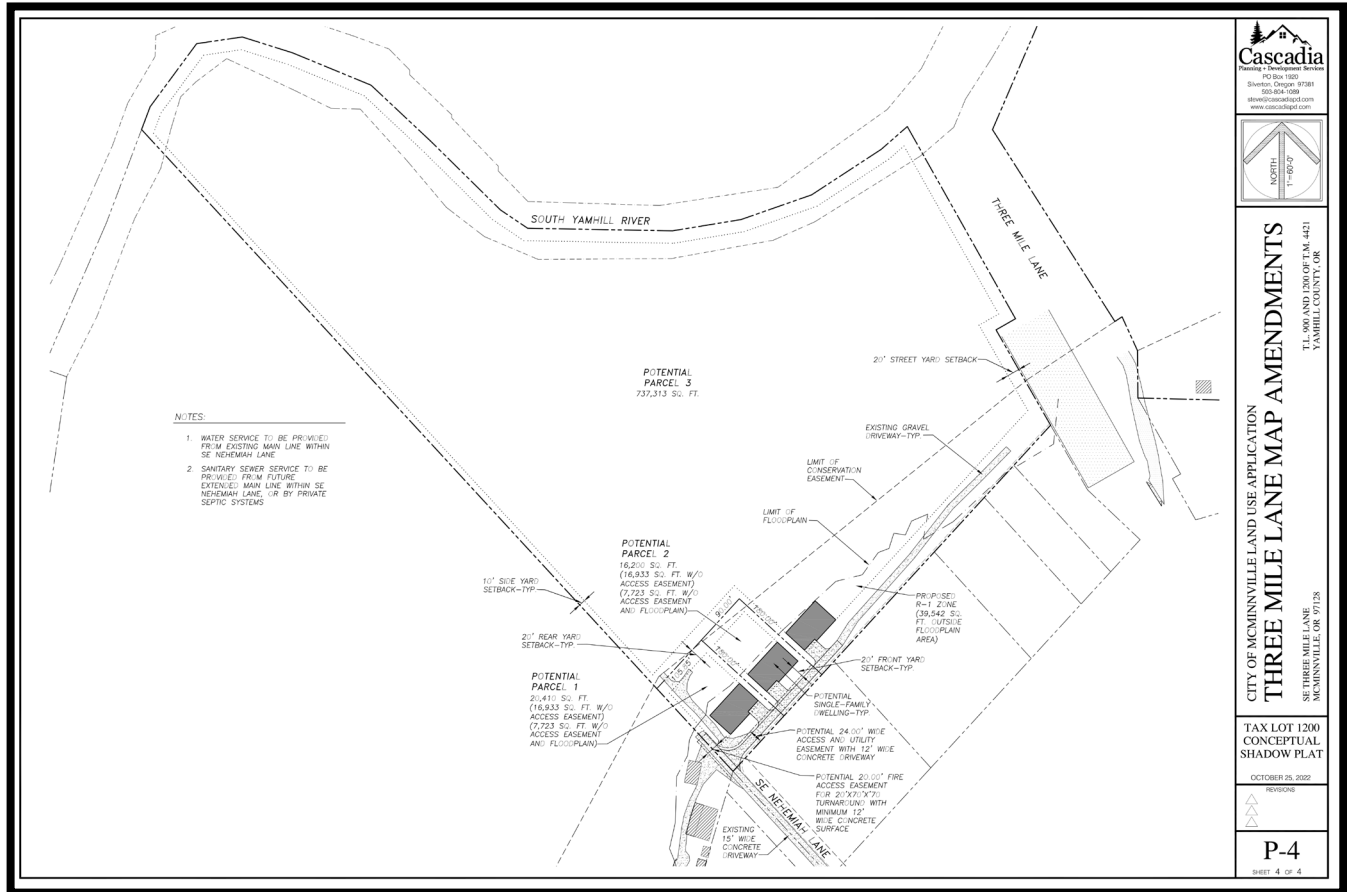 SOUTH YAMHILL RIVER
THREE MILE LANE
POTENTIAL
PARCEL 3
737,313 SQ. FT.
20' STREET YARD SETBACK
NOTES:
1. WATER SERVICE TO BE PROVIDED
FROM EXISTING MAIN LINE WITHIN
SE NEHEMIAH LANE
2. SANITARY SEWER SERVICE TO BE
PROVIDED FROM FUTURE
EXTENDED MAIN LINE WITHIN SE
NEHEMIAH LANE, OR BY PRIVATE
SEPTIC SYSTEMS
EXISTING GRAVEL
DRIVEWAY-TYP.
LIMIT OF
CONSERVATION
EASEMENT
LIMIT OF
FLOODPLAIN
POTENTIAL
PARCEL 2
16,200 SQ. FT.
(16,933 SQ. FT. W/O
ACCESS EASEMENT)
(7,723 SQ. FT. W/O
ACCESS EASEMENT
AND FLOODPLAIN)
10' SIDE YARD
SETBACK-TYP.
20' REAR YARD
SETBACK-TYP.
POTENTIAL
PARCEL 1
20,410 SQ. FT.
(16,933 SQ. FT. W/O
ACCESS EASEMENT)
(7,723 SQ. FT. W/O
ACCESS EASEMENT
AND FLOODPLAIN)
90.00'
180.00'
180.00'
PROPOSED
R-1 ZONE
(39,542 SQ.
FT. OUTSIDE
FLOODPLAIN
AREA)
20' FRONT YARD
SETBACK-TYP.
POTENTIAL
SINGLE-FAMILY
DWELLING-TYP.
POTENTIAL 24.00' WIDE
ACCESS AND UTILITY
EASEMENT WITH 12' WIDE
CONCRETE DRIVEWAY
POTENTIAL 20.00' FIRE
ACCESS EASEMENT
FOR 20'X70'X'70
TURNAROUND WITH
MINIMUM 12'
WIDE CONCRETE
SURFACE
SE NEHEMIAH LANE
EXISTING
15' WIDE
CONCRETE
DRIVEWAY
Cascadia
Planning + Development Services
PO Box 1920
Silverton, Oregon 97381
503-804-1089
steve@cascadiapd.com
www.cascadiapd.com
NORTH
1"=60'-0"
CITY OF MCMINNVILLE LAND USE APPLICATION
THREE MILE LANE MAP AMENDMENTS
SE THREE MILE LANE
MCMINNVILLE, OR 97128
T.L. 900 AND 1200 OF T.M. 4421
YAMHILL COUNTY, OR
TAX LOT 1200
CONCEPTUAL
SHADOW PLAT
OCTOBER 25, 2022
REVISIONS
P-4
SHEET 4 OF 4